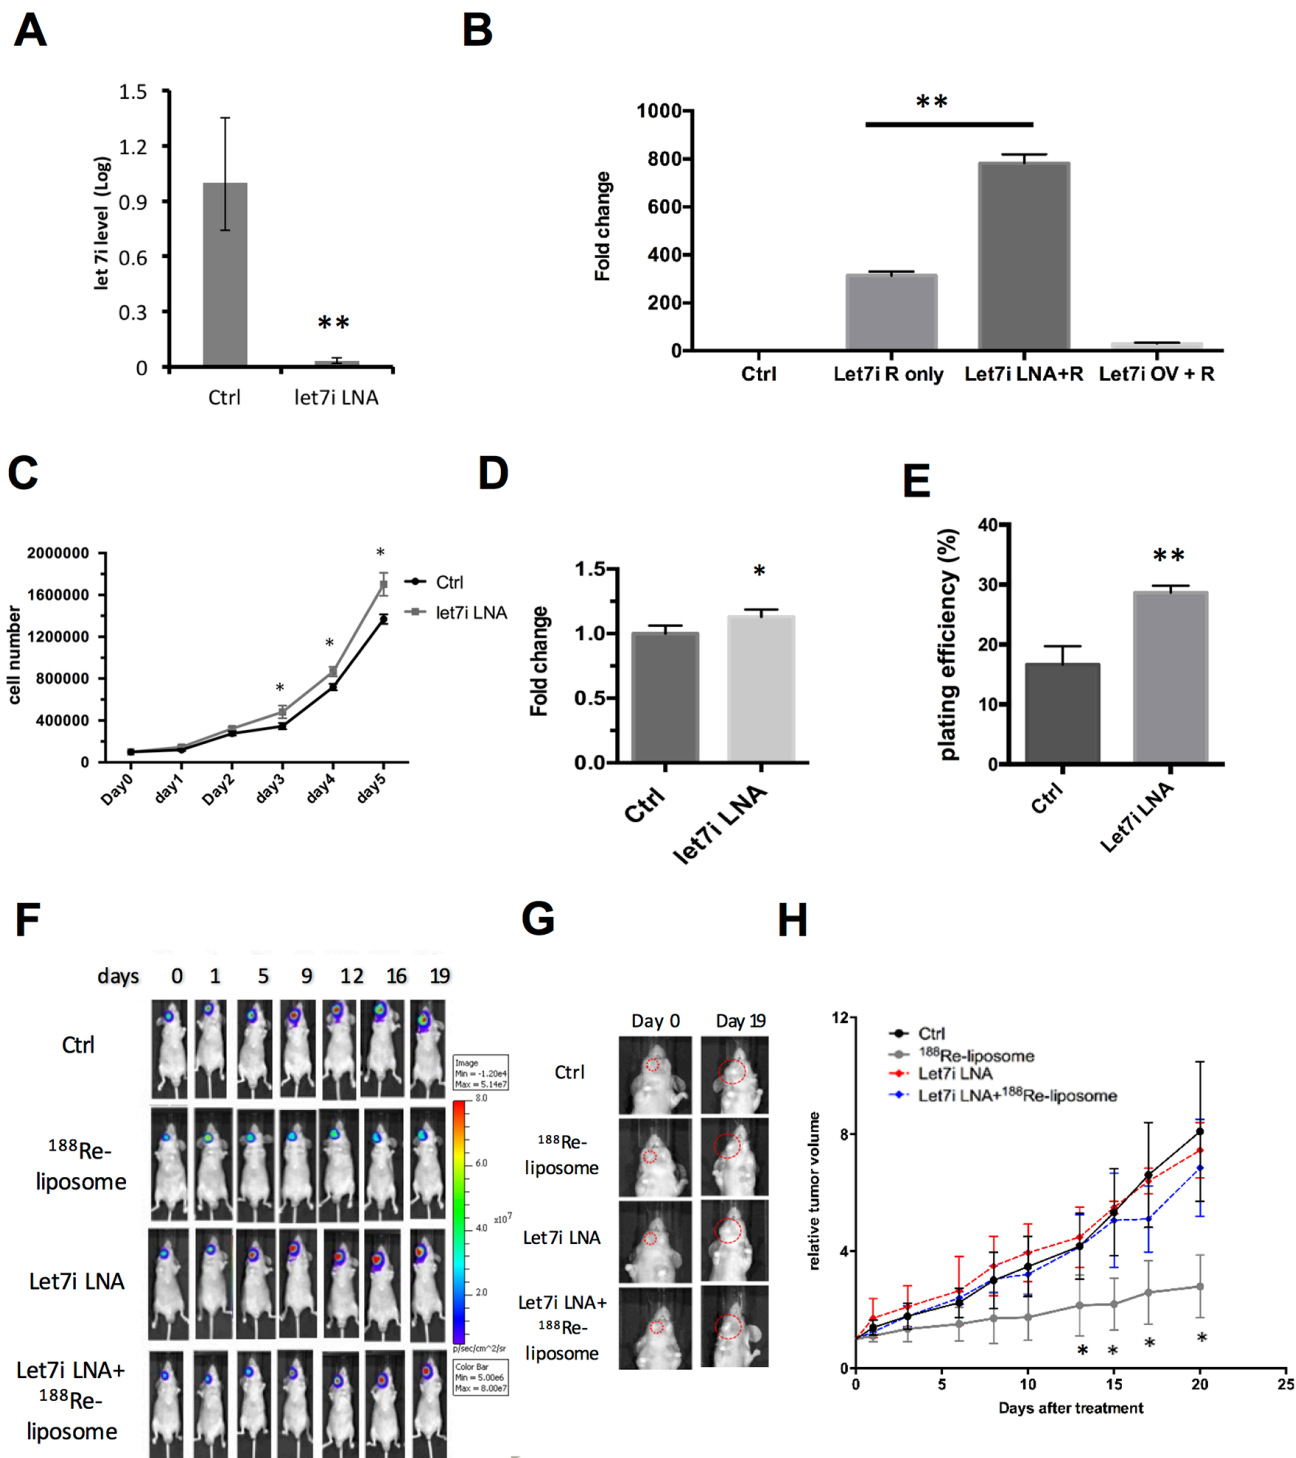 A
B
1.5
1.2
0.9
0.6
0.3
0
let 7i level (Log)
**
Ctrl
let7i LNA
1000
800
600
400
200
0
Fold change
**
Ctrl
Let7i R only
Let7i LNA+R
Let7i OV + R
C
D
E
2000000
1600000
1200000
800000
400000
0
cell number
*
*
*
Ctrl
let7i LNA
Day0
day1
Day2
day3
day4
day5
1.5
1.0
0.5
0.0
Fold change
*
Ctrl
let7i LNA
40
30
20
10
0
plating efficiency (%)
**
Ctrl
Let7i LNA
F
G
H
days 0 1 5 9 12 16 19
Ctrl
188Re-
liposome
Let7i LNA
Let7i LNA+
188Re-
liposome
Image
Min = -1.20e4
Max = 5.14e7
8.0
6.0
4.0 x10^7
2.0
p/sec/cm^2/sr
Color Bar
Min = 5.00e6
Max = 8.00e7
Day 0 Day 19
Ctrl
188Re-
liposome
Let7i LNA
Let7i LNA+
188Re-
liposome
12
8
4
0
relative tumor volume
Ctrl
188Re-liposome
Let7i LNA
Let7i LNA+188Re-liposome
* * * *
0 5 10 15 20 25
Days after treatment